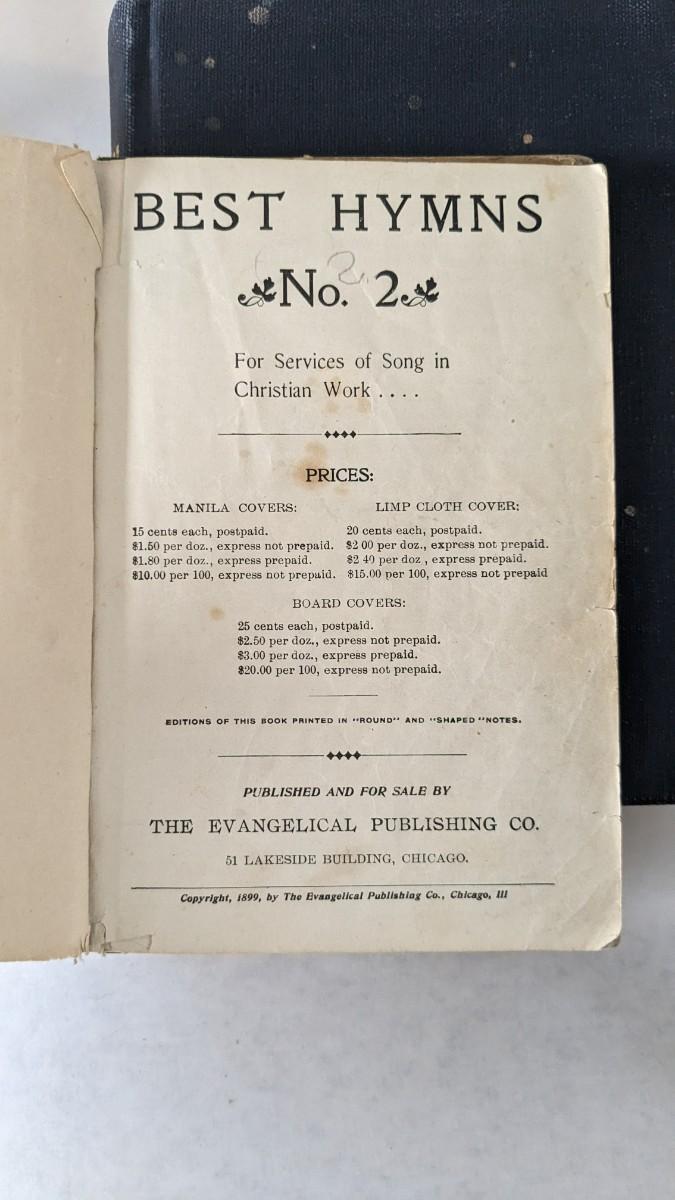 BEST HYMNS
2
No. 2
For Services of Song in
Christian Work . . . .
PRICES:
MANILA COVERS:
15 cents each, postpaid.
$1.50 per doz., express not prepaid.
$1.80 per doz., express prepaid.
$10.00 per 100, express not prepaid.
LIMP CLOTH COVER:
20 cents each, postpaid.
$2 00 per doz., express not prepaid.
$2 40 per doz , express prepaid.
$15.00 per 100, express not prepaid
BOARD COVERS:
25 cents each, postpaid.
$2.50 per doz., express not prepaid.
$3.00 per doz., express prepaid.
$20.00 per 100, express not prepaid.
EDITIONS OF THIS BOOK PRINTED IN "ROUND" AND "SHAPED "NOTES.
PUBLISHED AND FOR SALE BY
THE EVANGELICAL PUBLISHING CO.
51 LAKESIDE BUILDING, CHICAGO.
Copyright, 1899, by The Evangelical Publishing Co., Chicago, Ill